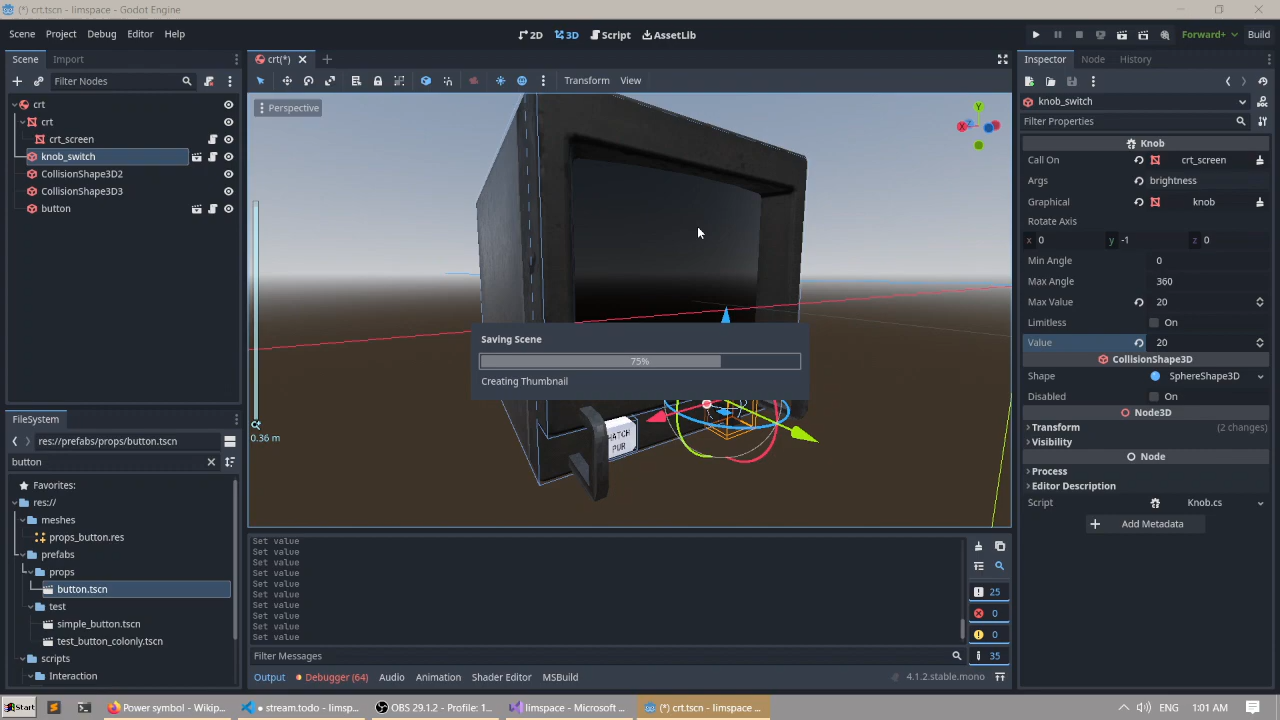 (*) crt.tscn - limspace - Godot Engine
Scene Project Debug Editor Help
2D 3D Script AssetLib
Forward+ Build
Scene Import
crt(*)
Inspector Node History
Filter Nodes
Transform View
knob_switch
Filter Properties
crt
crt
crt_screen
knob_switch
CollisionShape3D2
CollisionShape3D3
button
Perspective
Y
X
Z
0.36 m
Saving Scene
75%
Creating Thumbnail
PWR
Knob
Call On crt_screen
Args brightness
Graphical knob
Rotate Axis
x 0 y -1 z 0
Min Angle 0
Max Angle 360
Max Value 20
Limitless On
Value 20
CollisionShape3D
Shape SphereShape3D
Disabled On
Node3D
Transform (2 changes)
Visibility
Node
Process
Editor Description
Script Knob.cs
Add Metadata
FileSystem
res://prefabs/props/button.tscn
button
Favorites:
res://
meshes
props_button.res
prefabs
props
button.tscn
test
simple_button.tscn
test_button_colonly.tscn
scripts
Interaction
Set value
Set value
Set value
Set value
Set value
Set value
Set value
Set value
Set value
Set value
25
0
0
35
Filter Messages
Output Debugger (64) Audio Animation Shader Editor MSBuild
4.1.2.stable.mono
Start
Power symbol - Wikip...
● stream.todo - limsp...
OBS 29.1.2 - Profile: 1...
limspace - Microsoft ...
(*) crt.tscn - limspace ...
1:01 AM